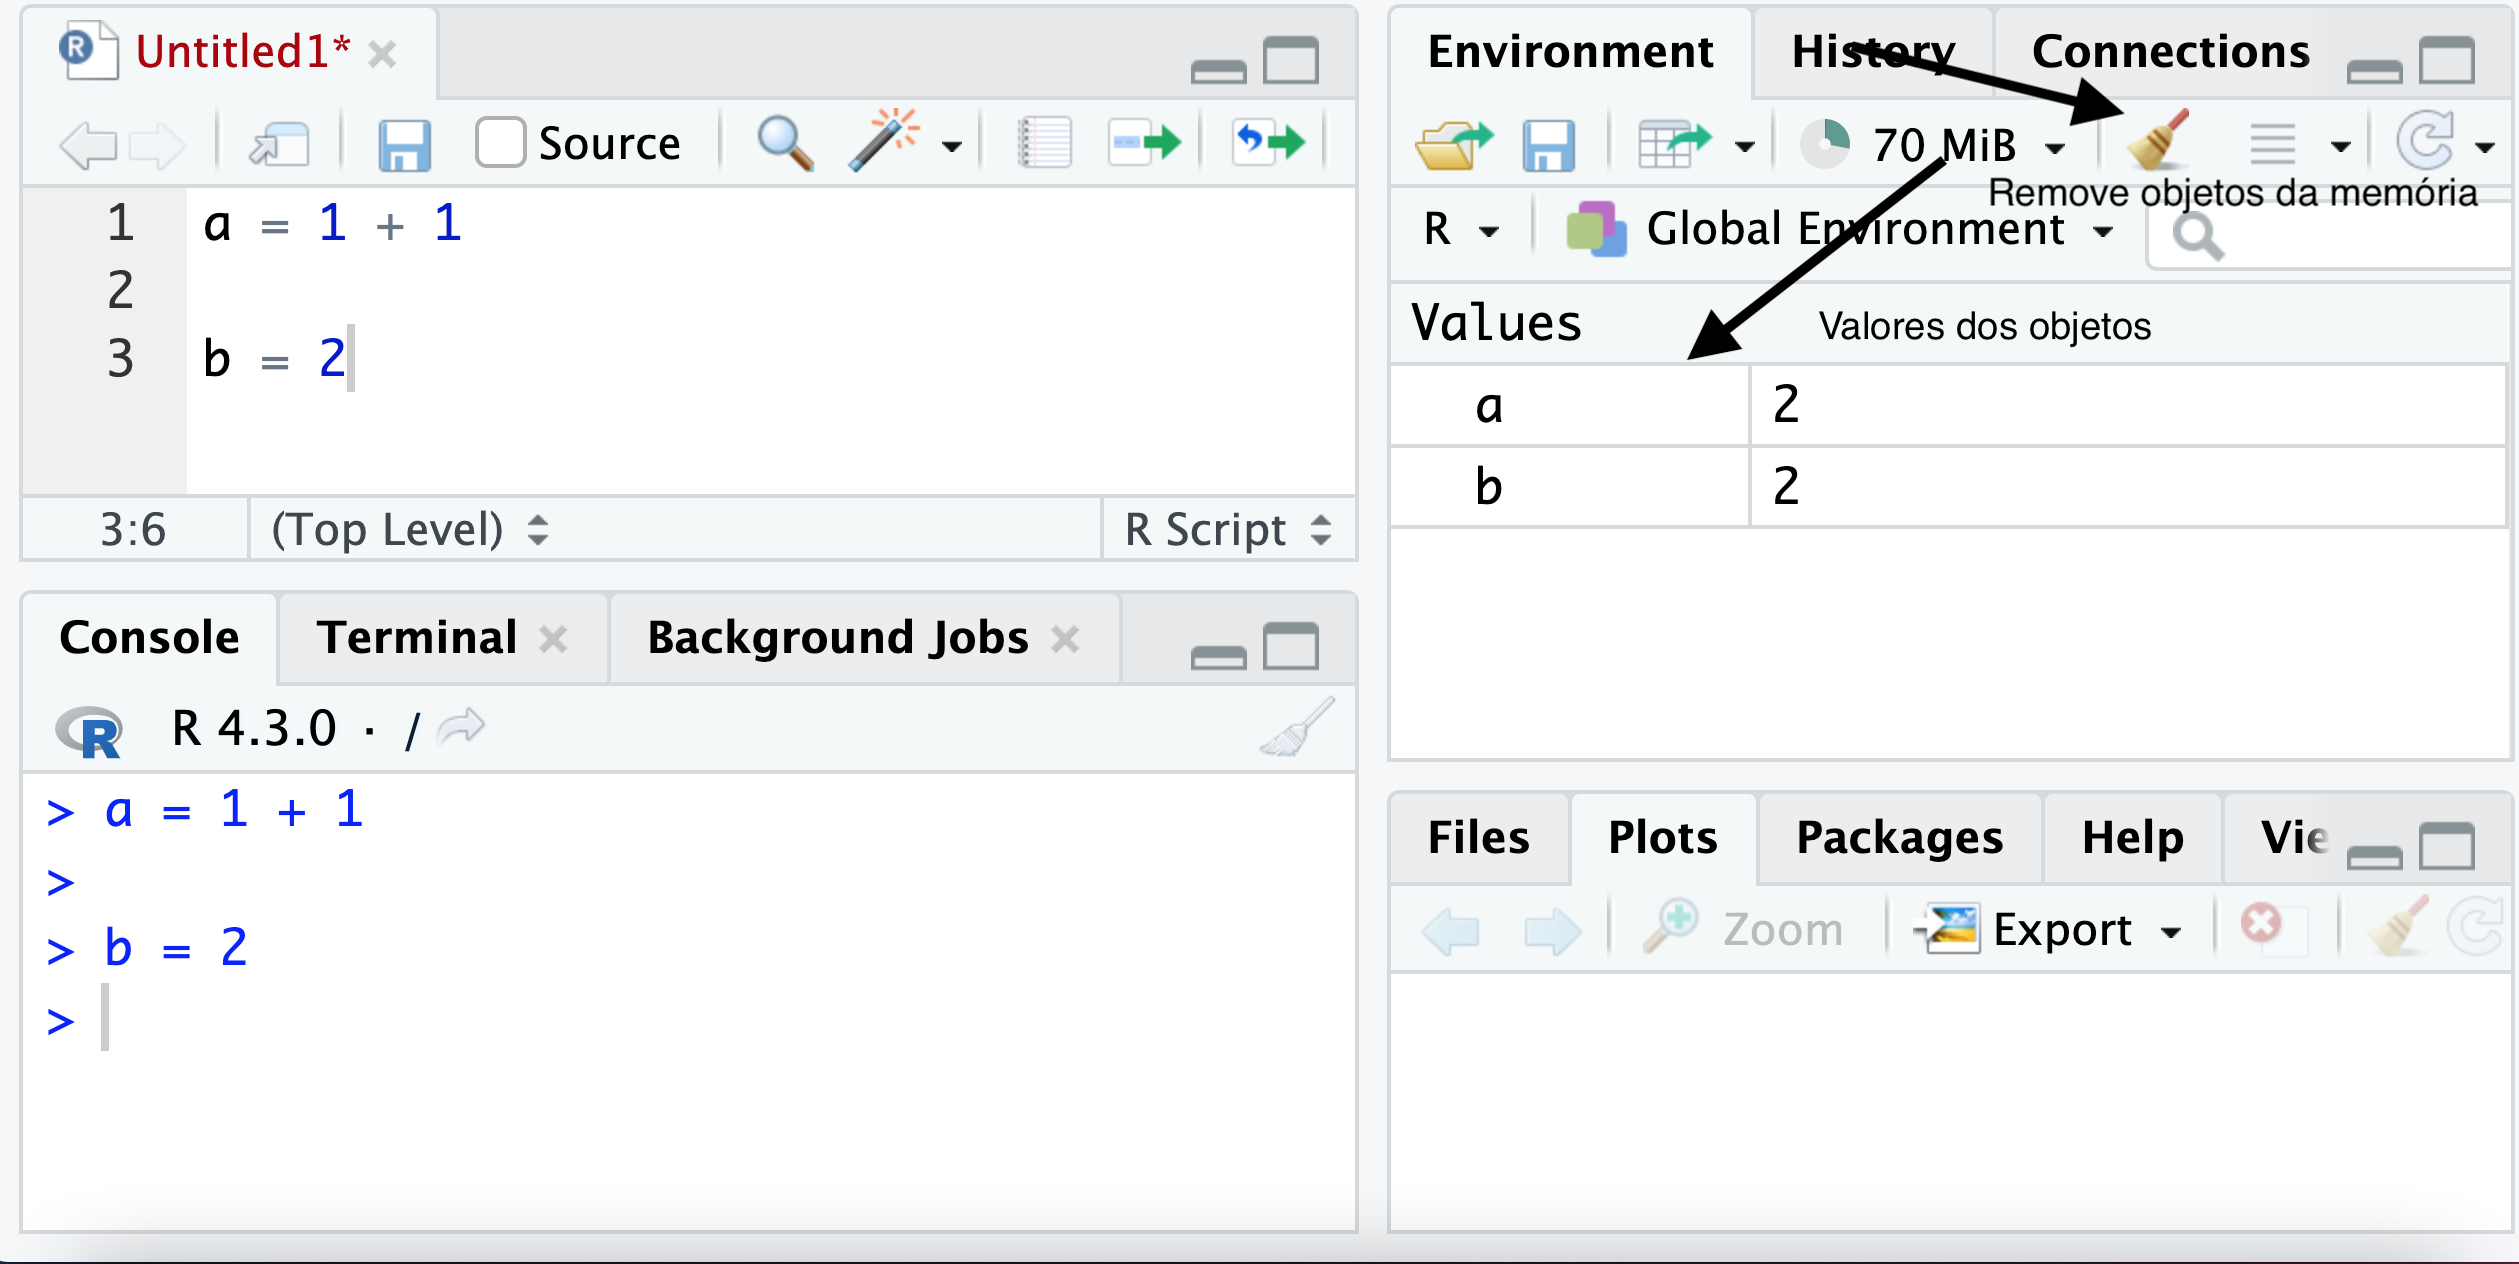 Untitled1*
Source
1 a = 1 + 1
2
3 b = 2
3:6 (Top Level) R Script
Console Terminal Background Jobs
R 4.3.0 · /
> a = 1 + 1
>
> b = 2
>
Environment History Connections
70 MiB
Remove objetos da memória
R Global Environment
Values Valores dos objetos
a 2
b 2
Files Plots Packages Help Vie
Zoom Export